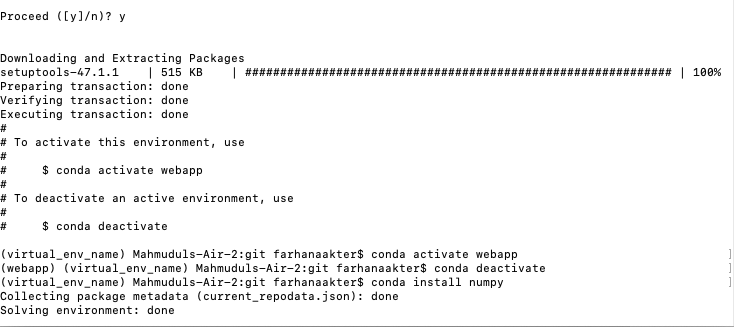 Proceed ([y]/n)? y
Downloading and Extracting Packages
setuptools-47.1.1    | 515 KB    | ############################################################# | 100%
Preparing transaction: done
Verifying transaction: done
Executing transaction: done
#
# To activate this environment, use
#
#     $ conda activate webapp
#
# To deactivate an active environment, use
#
#     $ conda deactivate
(virtual_env_name) Mahmuduls-Air-2:git farhanaakter$ conda activate webapp ]
(webapp) (virtual_env_name) Mahmuduls-Air-2:git farhanaakter$ conda deactivate ]
(virtual_env_name) Mahmuduls-Air-2:git farhanaakter$ conda install numpy ]
Collecting package metadata (current_repodata.json): done
Solving environment: done